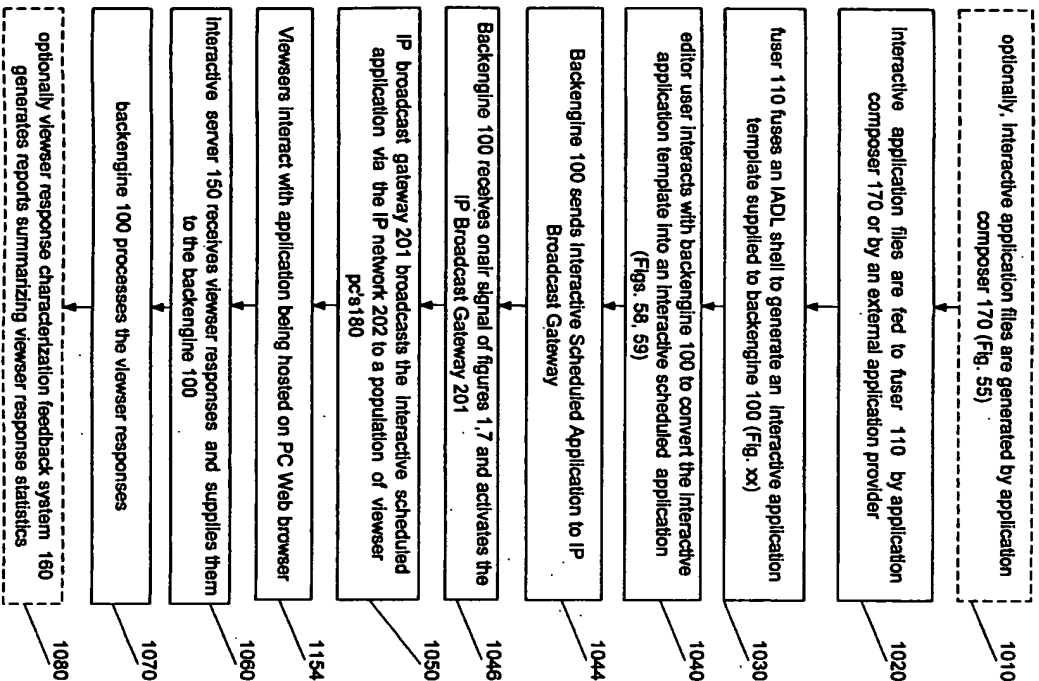 optionally, interactive application files are generated by application
composer 170 (Fig. 55)
1010
interactive application files are fed to fuser 110 by application
composer 170 or by an external application provider
1020
fuser 110 fuses an IADL shell to generate an interactive application
template supplied to backengine 100 (Fig. xx)
1030
editor user interacts with backengine 100 to convert the interactive
application template into an interactive scheduled application
(Figs. 58, 59)
1040
Backengine 100 sends Interactive Scheduled Application to IP
Broadcast Gateway
1044
Backengine 100 receives onair signal of figures 1,7 and activates the
IP Broadcast Gateway 201
1046
IP broadcast gateway 201 broadcasts the interactive scheduled
application via the IP network 202 to a population of viewser
pc's180
1050
Viewsers interact with application being hosted on PC Web browser
1154
Interactive server 150 receives viewser responses and supplies them
to the backengine 100
1060
backengine 100 processes the viewser responses
1070
optionally viewser response characterization feedback system 160
generates reports summarizing viewser response statistics
1080